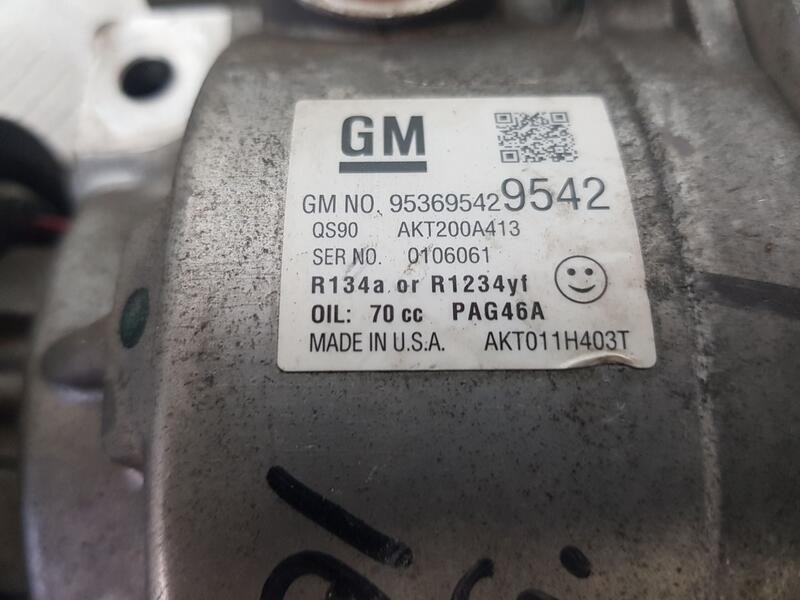 GM
GM NO. 95369542 9542
QS90 AKT200A413
SER NO. 0106061
R134a or R1234yf
OIL: 70 cc PAG46A
MADE IN U.S.A. AKT011H403T